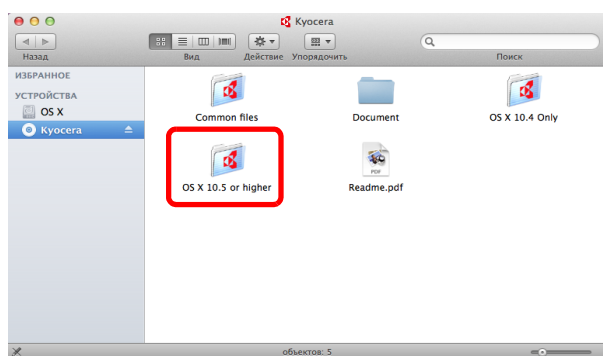 Kyocera
Назад
Вид
Действие
Упорядочить
Поиск
ИЗБРАННОЕ
УСТРОЙСТВА
OS X
Kyocera
Common files
Document
OS X 10.4 Only
OS X 10.5 or higher
PDF
Readme.pdf
объектов: 5